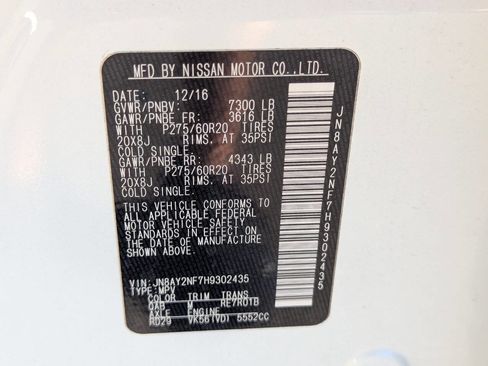 MFD BY NISSAN MOTOR CO.,LTD.
DATE: 12/16
GVWR/PNBV: 7300 LB
GAWR/PNBE FR: 3616 LB
WITH P275/60R20 TIRES
20X8J RIMS, AT 35PSI
COLD SINGLE.
GAWR/PNBE RR: 4343 LB
WITH P275/60R20 TIRES
20X8J RIMS, AT 35PSI
COLD SINGLE.
THIS VEHICLE CONFORMS TO
ALL APPLICABLE FEDERAL
MOTOR VEHICLE SAFETY
STANDARDS IN EFFECT ON
THE DATE OF MANUFACTURE
SHOWN ABOVE.
VIN: JN8AY2NF7H9302435
TYPE: MPV
COLOR TRIM TRANS
QAB M RE7R01B
AXLE ENGINE
RD29 VK56(VD) 5552CC
JN8AY2NF7H9302435